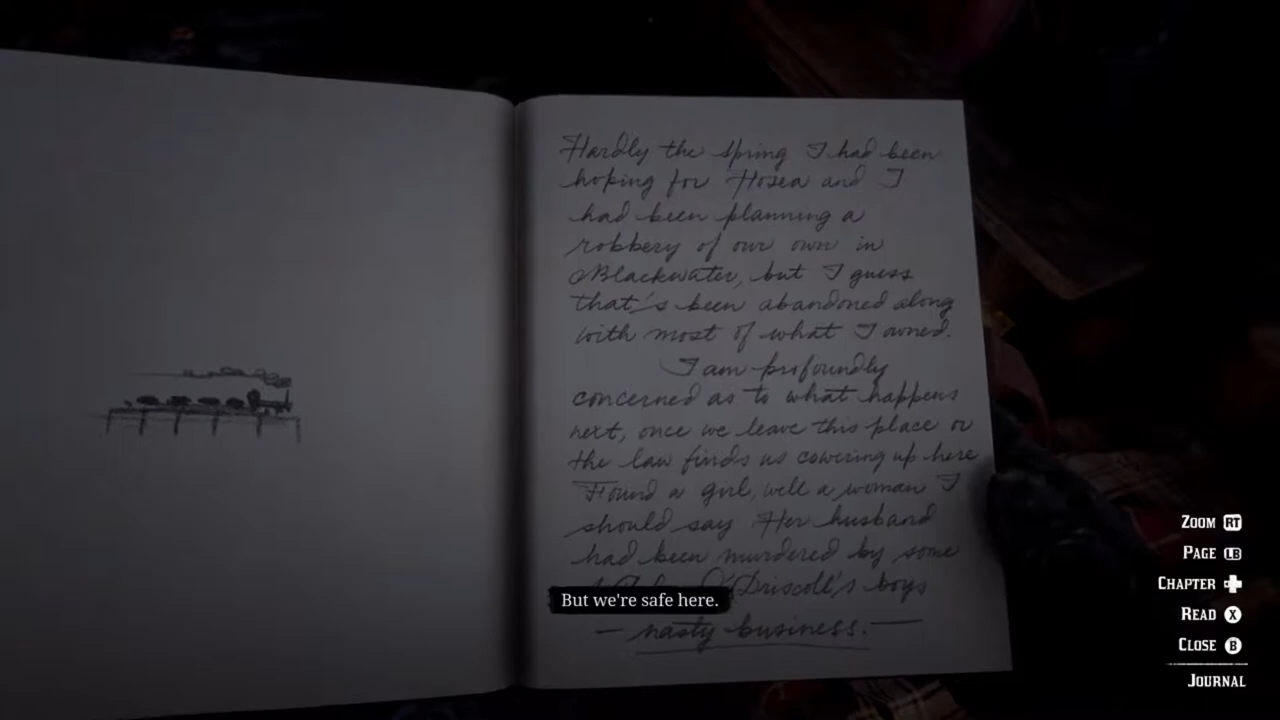 Hardly the spring I had been
hoping for Hosea and I
had been planning a
robbery of our own in
Blackwater, but I guess
that's been abandoned along
with most of what I owned.
I am profoundly
concerned as to what happens
next, once we leave this place or
the law finds us cowering up here
Found a girl, well a woman I
should say Her husband
had been murdered by some
O'Driscoll's boys
But we're safe here.
— nasty business. —
ZOOM RT
PAGE LB
CHAPTER
READ X
CLOSE B
JOURNAL